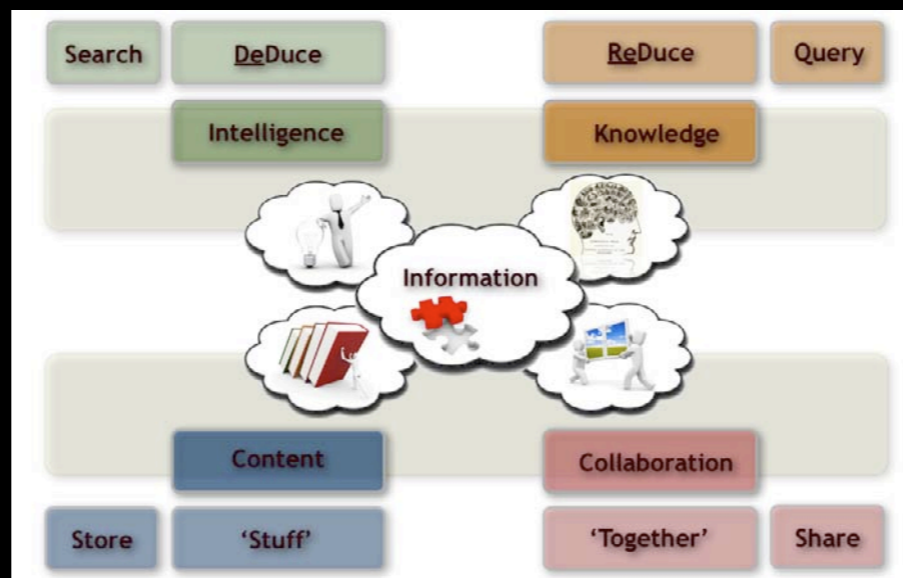 Search
DeDuce
ReDuce
Query
Intelligence
Knowledge
Information
Content
Collaboration
Store
‘Stuff’
‘Together’
Share